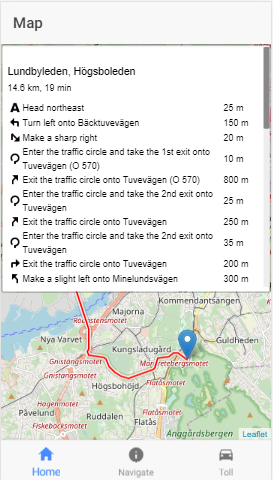 Map
Lundbyleden, Högsboleden
14.6 km, 19 min
Head northeast 25 m
Turn left onto Bäcktuvevägen 150 m
Make a sharp right 20 m
Enter the traffic circle and take the 1st exit onto
Tuvevägen (O 570) 10 m
Exit the traffic circle onto Tuvevägen (O 570) 800 m
Enter the traffic circle and take the 2nd exit onto
Tuvevägen 25 m
Exit the traffic circle onto Tuvevägen 250 m
Enter the traffic circle and take the 2nd exit onto
Tuvevägen 35 m
Exit the traffic circle onto Tuvevägen 200 m
Make a slight left onto Minelundsvägen 300 m
Kommendantsängen
Majorna
Nya Varvet
Kungsladugård
Guldheden
Gnistängsmotet
Gnistängsmotet
Högsbohöjd
Flatåsmotet
Påvelund
Ruddalen
Flatås
Fiskebäcksmotet
Flatåsmotet
Änggårdsbergen
Leaflet
Home
Navigate
Toll